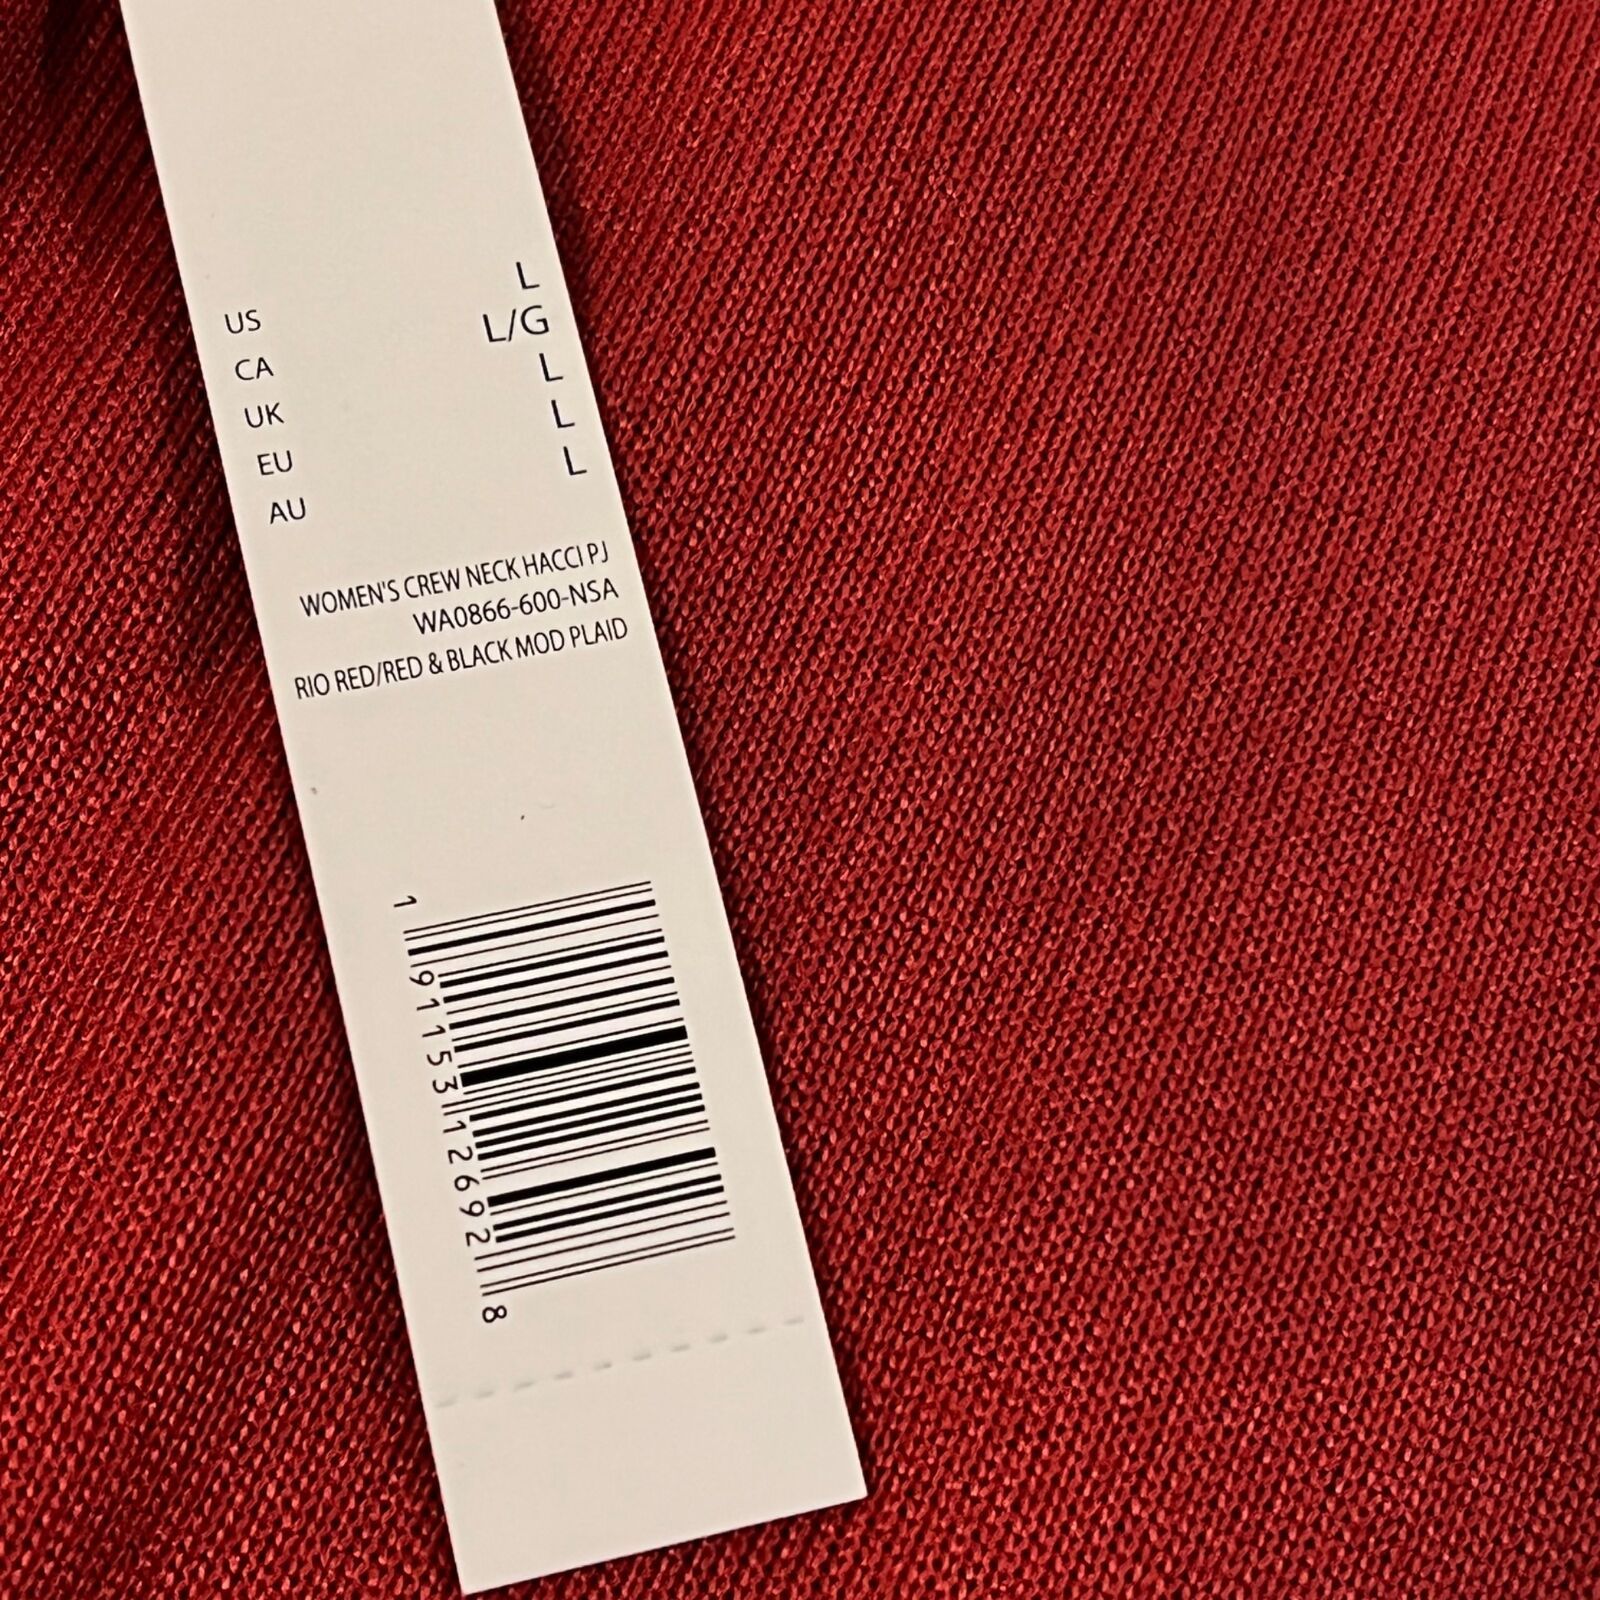 US L
CA L/G
UK L
EU L
AU L
WOMEN'S CREW NECK HACCI PJ
WA0866-600-NSA
RIO RED/RED & BLACK MOD PLAID
1 91153 12692 8